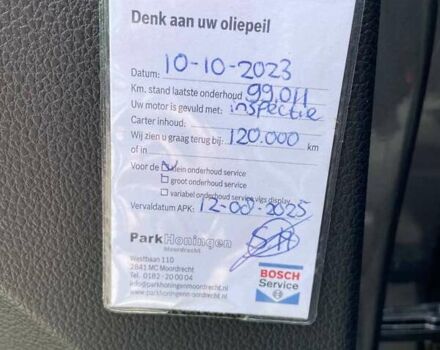 Denk aan uw oliepeil
Datum: 10-10-2023
Km. stand laatste onderhoud 99.011
Uw motor is gevuld met: inspectie
Carter inhoud:
Wij zien u graag terug bij: 120.000 km
of in
Voor de klein onderhoud service
groot onderhoud service
variabel onderhoud service vlgs display
Vervaldatum APK: 12-08-2025
ParkHoningen
Moordrecht
Westbaan 110
2841 MC Moordrecht
Tel. 0182 - 20 00 04
info@parkhoningenmoordrecht.nl
www.parkhoningenmoordrecht.nl
BOSCH
Service